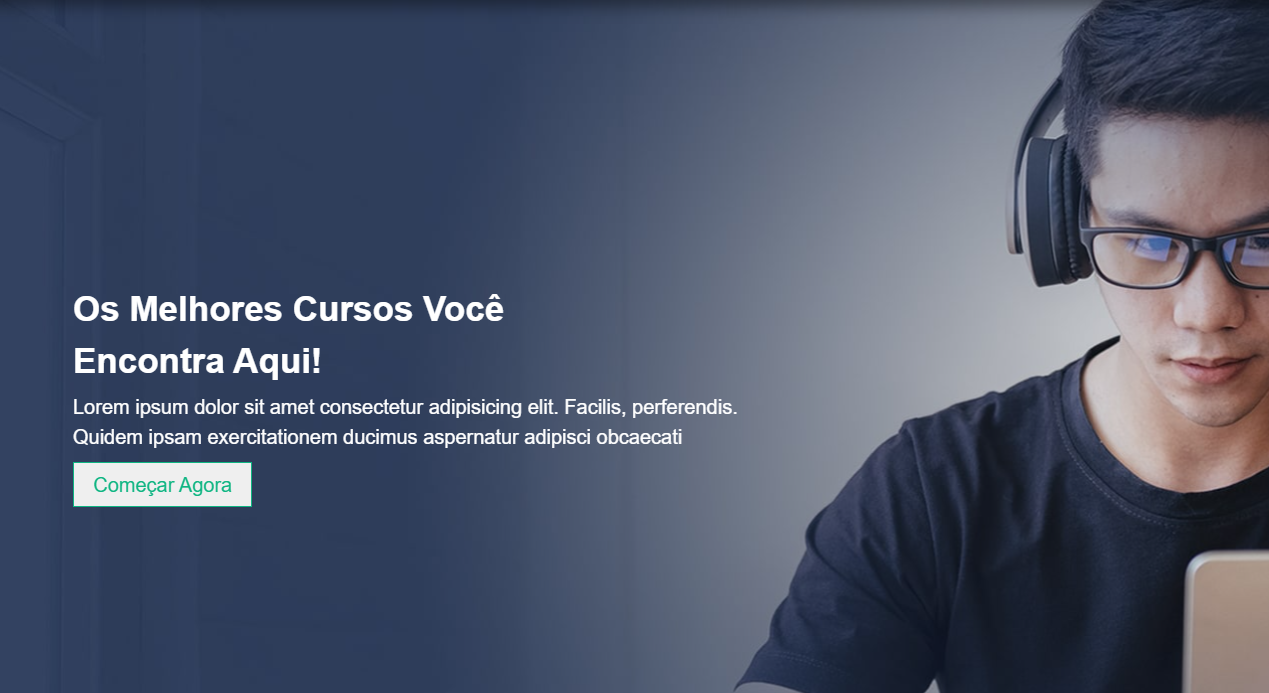 Os Melhores Cursos Você
Encontra Aqui!
Lorem ipsum dolor sit amet consectetur adipisicing elit. Facilis, perferendis.
Quidem ipsam exercitationem ducimus aspernatur adipisci obcaecati
Começar Agora